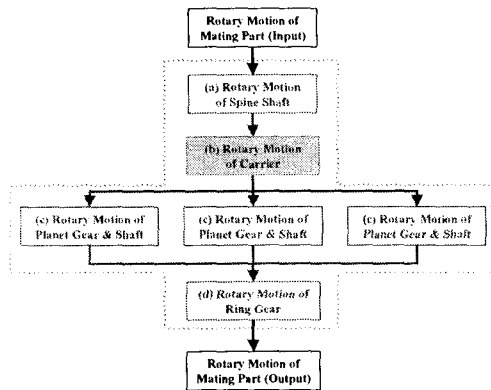 Rotary Motion of
Mating Part (Input)
(a) Rotary Motion
of Spine Shaft
(b) Rotary Motion
of Carrier
(c) Rotary Motion of
Planet Gear & Shaft
(c) Rotary Motion of
Planet Gear & Shaft
(c) Rotary Motion of
Planet Gear & Shaft
(d) Rotary Motion of
Ring Gear
Rotary Motion of
Mating Part (Output)